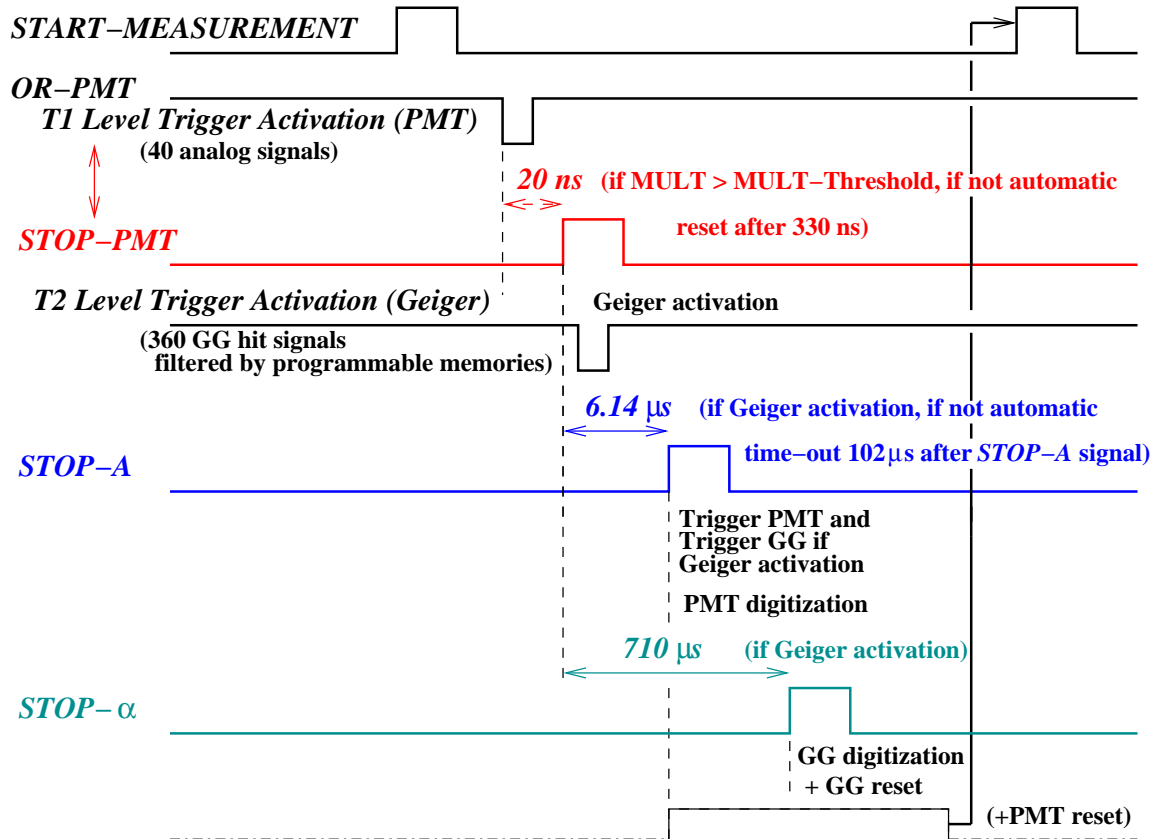 START–MEASUREMENT
OR–PMT
T1 Level Trigger Activation (PMT)
(40 analog signals)
20 ns (if MULT > MULT–Threshold, if not automatic
reset after 330 ns)
STOP–PMT
T2 Level Trigger Activation (Geiger)
Geiger activation
(360 GG hit signals
filtered by programmable memories)
6.14 μs (if Geiger activation, if not automatic
time–out 102μs after STOP–A signal)
STOP–A
Trigger PMT and
Trigger GG if
Geiger activation
PMT digitization
710 μs (if Geiger activation)
STOP– α
GG digitization
+ GG reset
(+PMT reset)